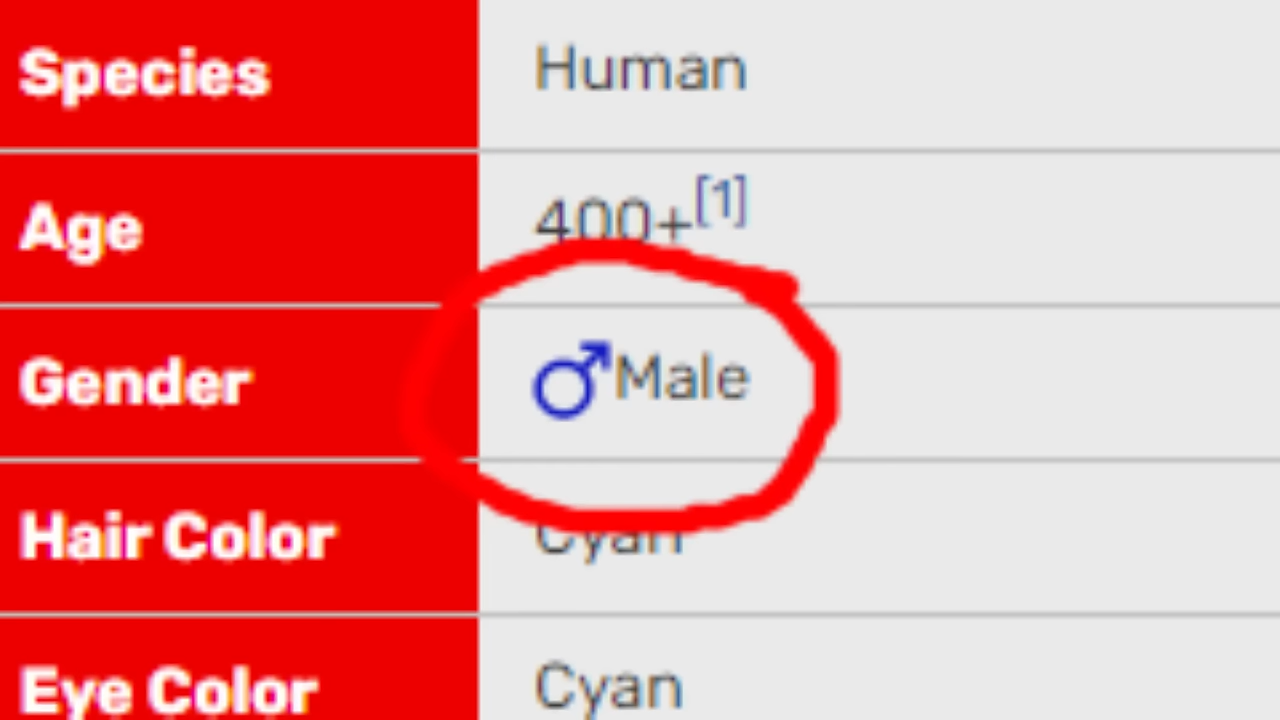 Species Human
Age 400+[1]
Gender ♂Male
Hair Color Cyan
Eye Color Cyan